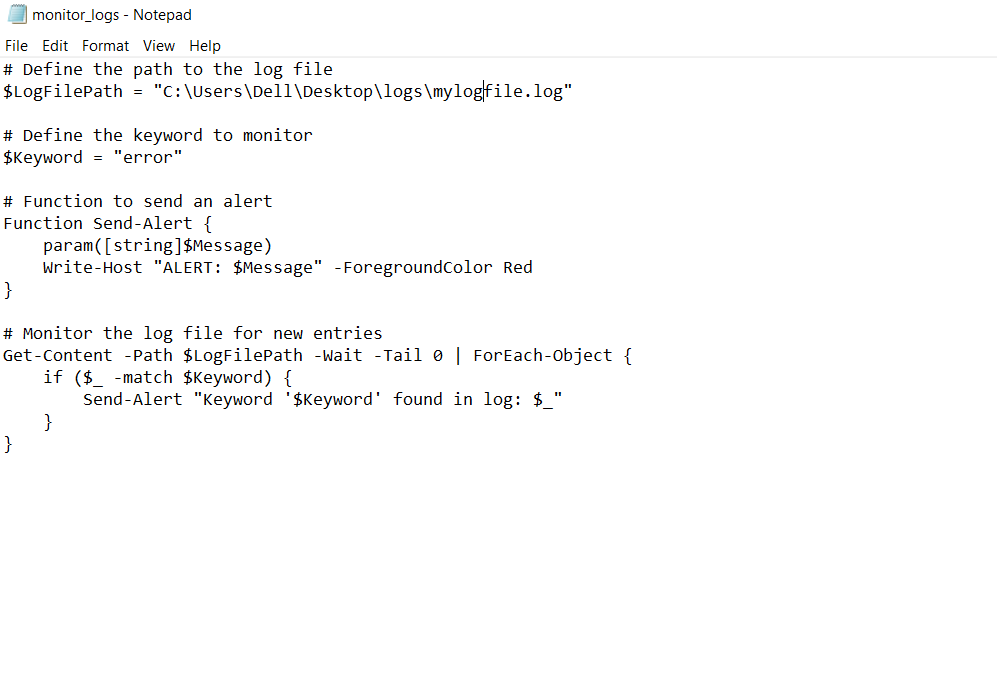 monitor_logs - Notepad
File Edit Format View Help
# Define the path to the log file
$LogFilePath = "C:\Users\Dell\Desktop\logs\mylogfile.log"

# Define the keyword to monitor
$Keyword = "error"

# Function to send an alert
Function Send-Alert {
    param([string]$Message)
    Write-Host "ALERT: $Message" -ForegroundColor Red
}

# Monitor the log file for new entries
Get-Content -Path $LogFilePath -Wait -Tail 0 | ForEach-Object {
    if ($_ -match $Keyword) {
        Send-Alert "Keyword '$Keyword' found in log: $_"
    }
}